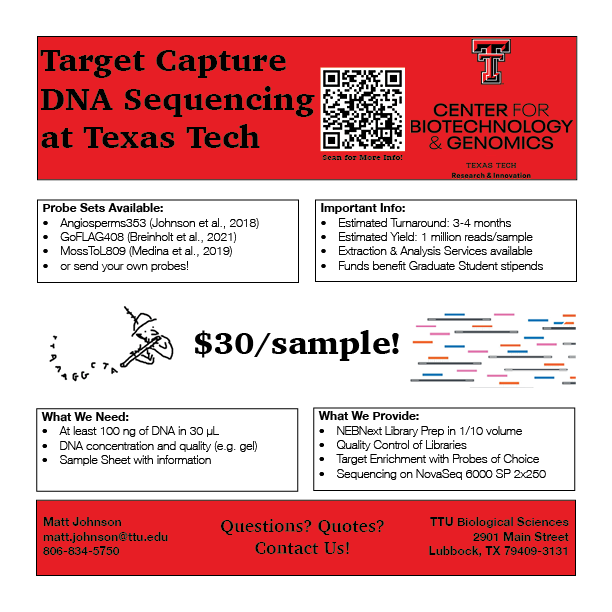 Target Capture
DNA Sequencing
at Texas Tech
Scan for More Info!
CENTER FOR
BIOTECHNOLOGY
& GENOMICS
TEXAS TECH
Research & Innovation
Probe Sets Available:
• Angiosperms353 (Johnson et al., 2018)
• GoFLAG408 (Breinholt et al., 2021)
• MossToL809 (Medina et al., 2019)
• or send your own probes!
Important Info:
• Estimated Turnaround: 3-4 months
• Estimated Yield: 1 million reads/sample
• Extraction & Analysis Services available
• Funds benefit Graduate Student stipends
$30/sample!
What We Need:
• At least 100 ng of DNA in 30 µL
• DNA concentration and quality (e.g. gel)
• Sample Sheet with information
What We Provide:
• NEBNext Library Prep in 1/10 volume
• Quality Control of Libraries
• Target Enrichment with Probes of Choice
• Sequencing on NovaSeq 6000 SP 2x250
Matt Johnson
matt.johnson@ttu.edu
806-834-5750
Questions? Quotes?
Contact Us!
TTU Biological Sciences
2901 Main Street
Lubbock, TX 79409-3131